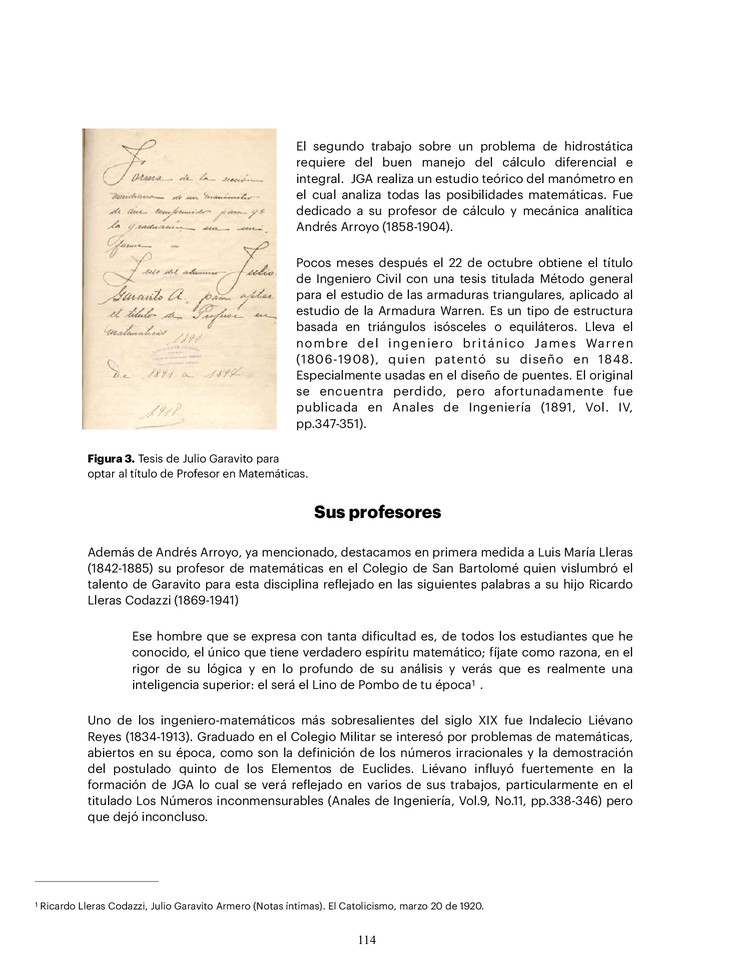 Forma de la sección
meridiana de un manómetro
de aire comprimido para qe
la graduación sea uni-
forme —
Tesis del alumno Julio
Garavito A. para optar
el título de Profesor en
matemáticas 1891
De 1891 a 1892
1918
El segundo trabajo sobre un problema de hidrostática
requiere del buen manejo del cálculo diferencial e
integral. JGA realiza un estudio teórico del manómetro en
el cual analiza todas las posibilidades matemáticas. Fue
dedicado a su profesor de cálculo y mecánica analítica
Andrés Arroyo (1858-1904).
Pocos meses después el 22 de octubre obtiene el título
de Ingeniero Civil con una tesis titulada Método general
para el estudio de las armaduras triangulares, aplicado al
estudio de la Armadura Warren. Es un tipo de estructura
basada en triángulos isósceles o equiláteros. Lleva el
nombre del ingeniero británico James Warren
(1806-1908), quien patentó su diseño en 1848.
Especialmente usadas en el diseño de puentes. El original
se encuentra perdido, pero afortunadamente fue
publicada en Anales de Ingeniería (1891, Vol. IV,
pp.347-351).
Figura 3. Tesis de Julio Garavito para
optar al título de Profesor en Matemáticas.
Sus profesores
Además de Andrés Arroyo, ya mencionado, destacamos en primera medida a Luis María Lleras
(1842-1885) su profesor de matemáticas en el Colegio de San Bartolomé quien vislumbró el
talento de Garavito para esta disciplina reflejado en las siguientes palabras a su hijo Ricardo
Lleras Codazzi (1869-1941)
Ese hombre que se expresa con tanta dificultad es, de todos los estudiantes que he
conocido, el único que tiene verdadero espíritu matemático; fíjate como razona, en el
rigor de su lógica y en lo profundo de su análisis y verás que es realmente una
inteligencia superior: el será el Lino de Pombo de tu época¹ .
Uno de los ingeniero-matemáticos más sobresalientes del siglo XIX fue Indalecio Liévano
Reyes (1834-1913). Graduado en el Colegio Militar se interesó por problemas de matemáticas,
abiertos en su época, como son la definición de los números irracionales y la demostración
del postulado quinto de los Elementos de Euclides. Liévano influyó fuertemente en la
formación de JGA lo cual se verá reflejado en varios de sus trabajos, particularmente en el
titulado Los Números inconmensurables (Anales de Ingeniería, Vol.9, No.11, pp.338-346) pero
que dejó inconcluso.
¹ Ricardo Lleras Codazzi, Julio Garavito Armero (Notas íntimas). El Catolicismo, marzo 20 de 1920.
114